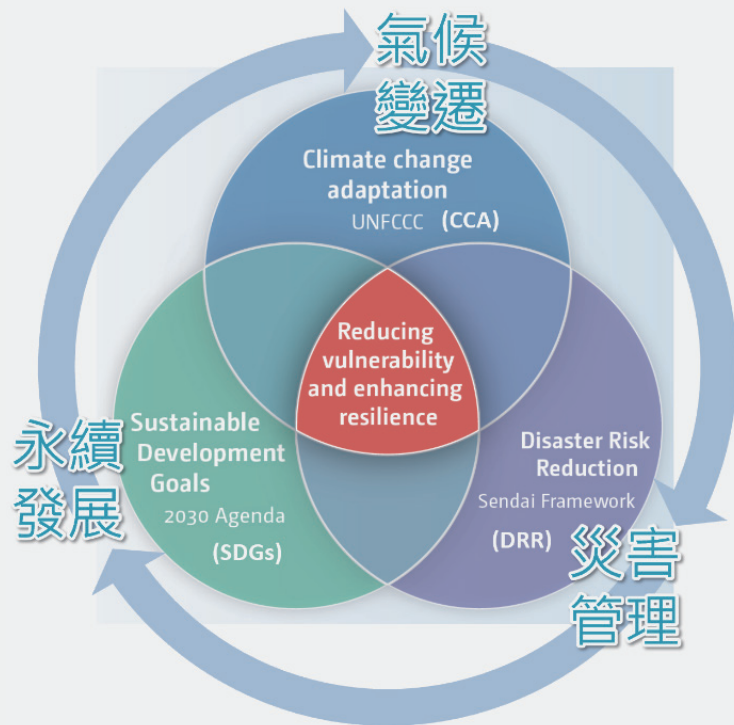 氣候
變遷
Climate change
adaptation
UNFCCC (CCA)
Reducing
vulnerability
and enhancing
resilience
永續
發展
Sustainable
Development
Goals
2030 Agenda
(SDGs)
Disaster Risk
Reduction
Sendai Framework
(DRR)
災害
管理